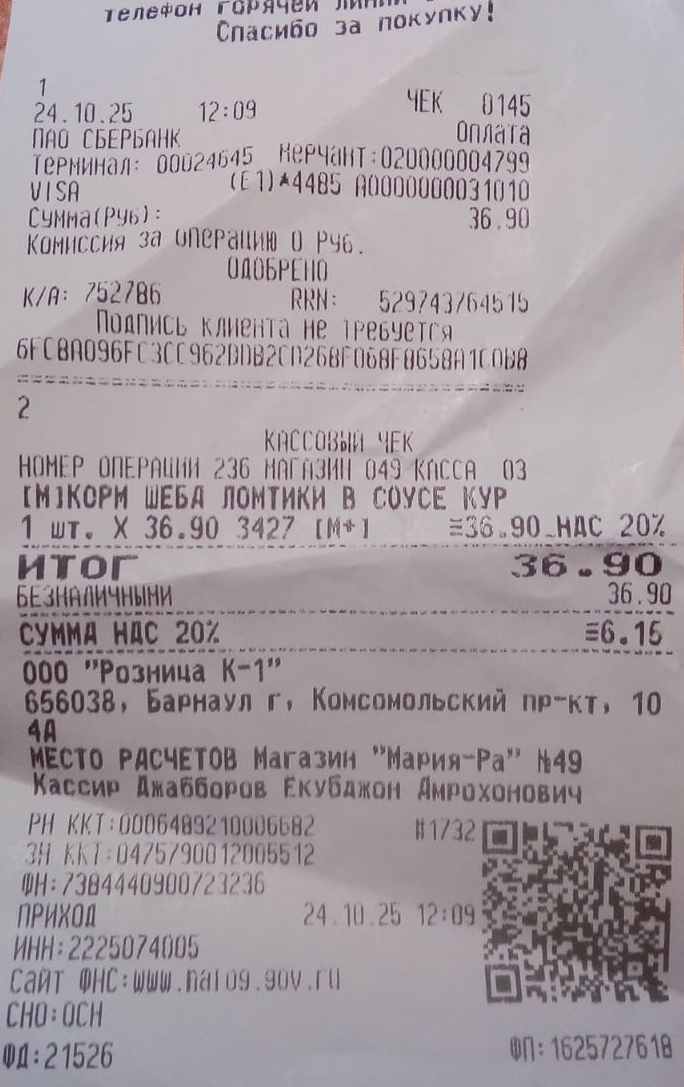 телефон горячей линии
Спасибо за покупку!
1
24.10.25 12:09 ЧЕК 0145
ПАО СБЕРБАНК Оплата
Терминал: 00024645 Мерчант:020000004799
VISA (E1)*4485 A0000000031010
Сумма(Руб): 36.90
Комиссия за операцию 0 Руб.
ОДОБРЕНО
К/А: 752786 RRN: 529743764515
Подпись клиента не требуется
2
КАССОВЫЙ ЧЕК
НОМЕР ОПЕРАЦИИ 236 МАГАЗИН 049 КАССА 03
[М]КОРМ ШЕБА ЛОМТИКИ В СОУСЕ КУР
1 шт. X 36.90 3427 [М*] ≡36.90_НДС 20%
ИТОГ 36.90
БЕЗНАЛИЧНЫМИ 36.90
СУММА НДС 20% ≡6.15
ООО "Розница К-1"
656038, Барнаул г, Комсомольский пр-кт, 10
4А
МЕСТО РАСЧЕТОВ Магазин "Мария-Ра" №49
Кассир Джабборов Екубджон Амрохонович
РН ККТ:0006489210006682 #1732
ЗН ККТ:0475790012005512
ФН:7384440900723236
ПРИХОД 24.10.25 12:09
ИНН:2225074005
Сайт ФНС:www.nalog.gov.ru
СНО:ОСН
ФД:21526 ФП:1625727618